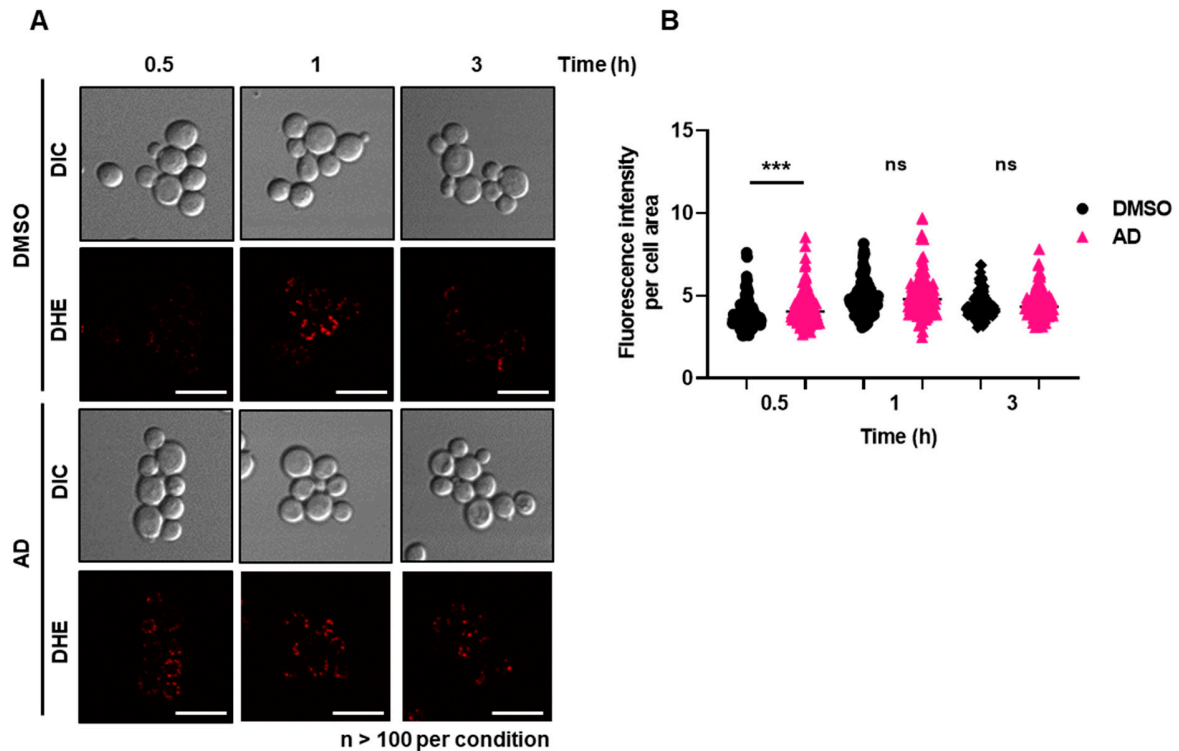 A
0.5 1 3 Time (h)
DMSO
DIC
DHE
AD
DIC
DHE
n > 100 per condition
B
Fluorescence intensity
per cell area
15
10
5
0
*** ns ns
DMSO
AD
0.5 1 3
Time (h)